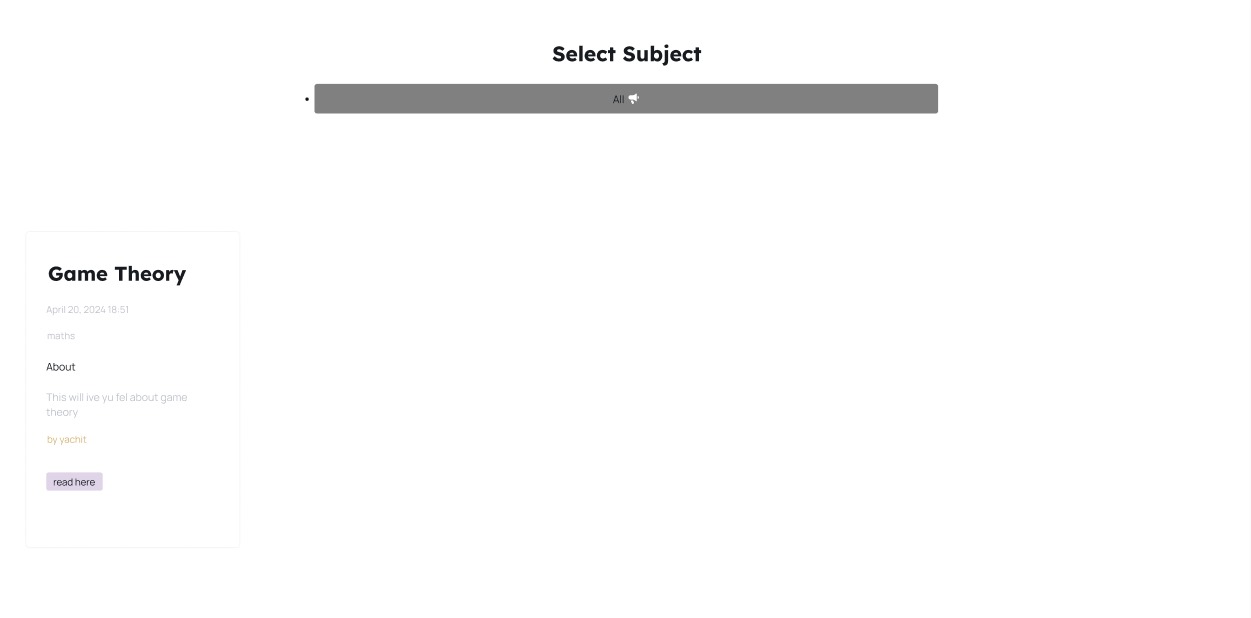 Select Subject
All
Game Theory
April 20, 2024 18:51
maths
About
This will ive yu fel about game
theory
by yachit
read here